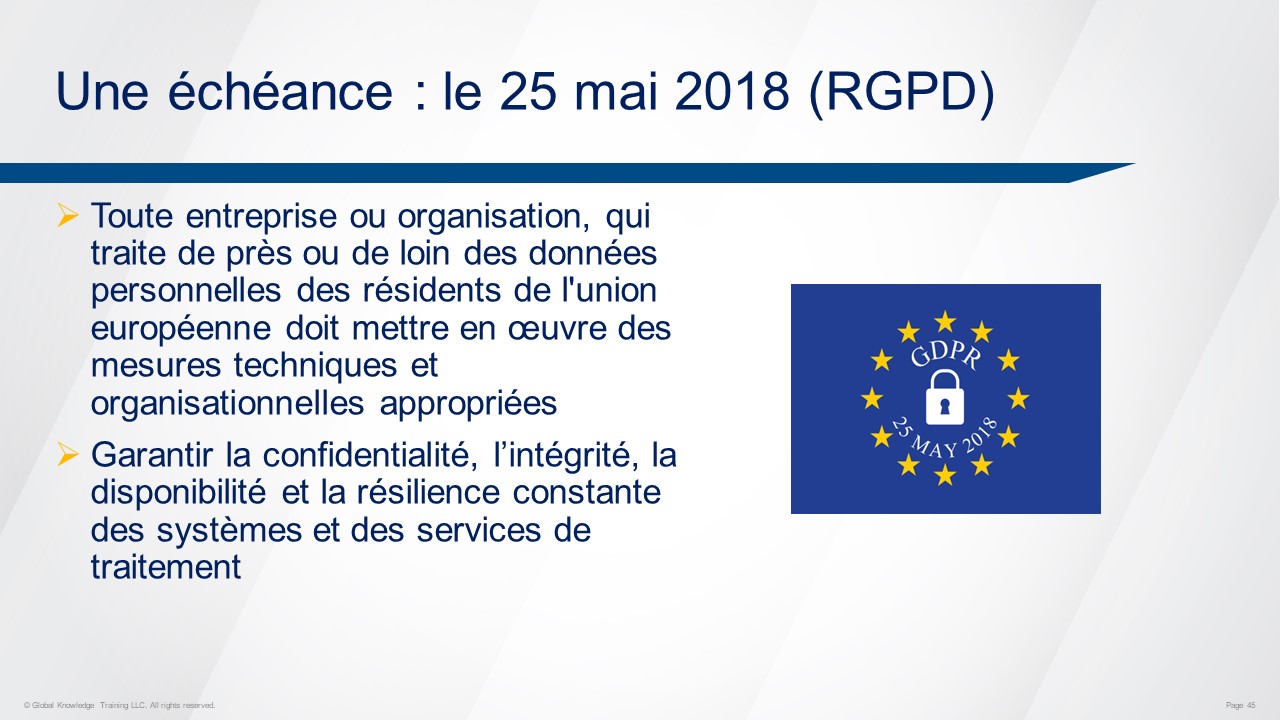 Une échéance : le 25 mai 2018 (RGPD)
Toute entreprise ou organisation, qui
traite de près ou de loin des données
personnelles des résidents de l'union
européenne doit mettre en œuvre des
mesures techniques et
organisationnelles appropriées
Garantir la confidentialité, l’intégrité, la
disponibilité et la résilience constante
des systèmes et des services de
traitement
GDPR
25 MAY 2018
© Global Knowledge Training LLC. All rights reserved.
Page 45